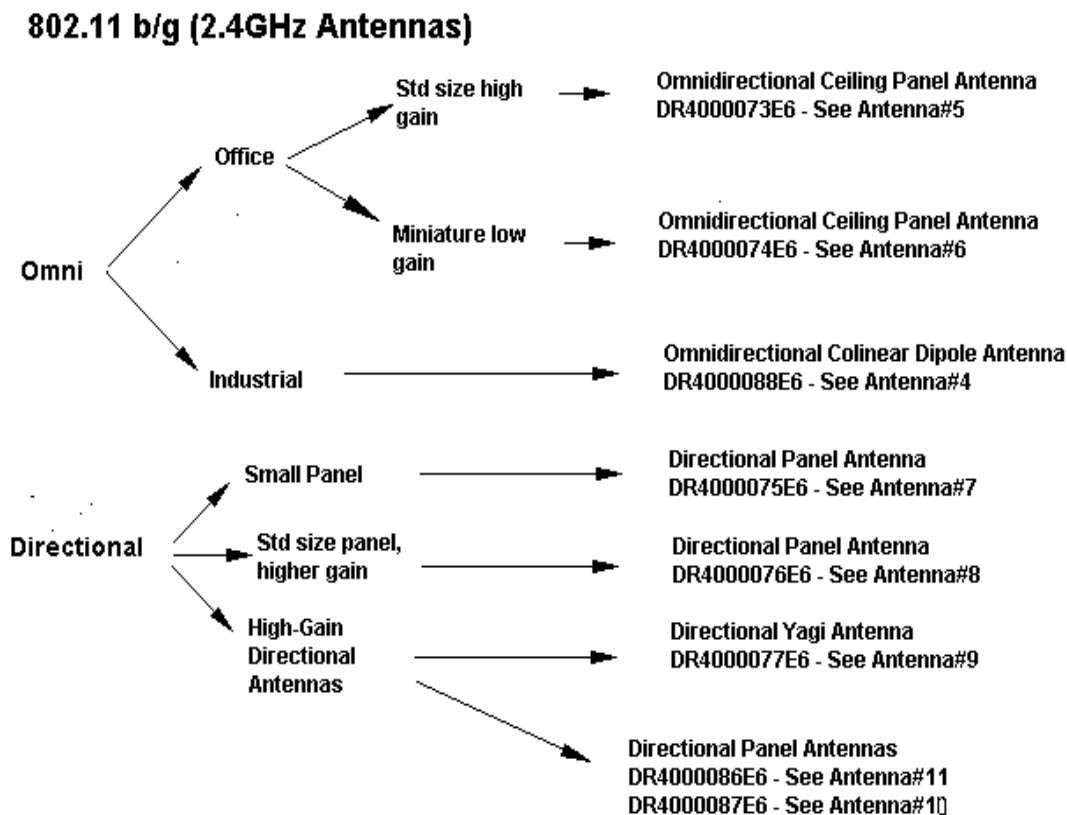 802.11 b/g (2.4GHz Antennas)
Omni
Office
Std size high
gain
Omnidirectional Ceiling Panel Antenna
DR4000073E6 - See Antenna#5
Miniature low
gain
Omnidirectional Ceiling Panel Antenna
DR4000074E6 - See Antenna#6
Industrial
Omnidirectional Colinear Dipole Antenna
DR4000088E6 - See Antenna#4
Directional
Small Panel
Directional Panel Antenna
DR4000075E6 - See Antenna#7
Std size panel,
higher gain
Directional Panel Antenna
DR4000076E6 - See Antenna#8
High-Gain
Directional
Antennas
Directional Yagi Antenna
DR4000077E6 - See Antenna#9
Directional Panel Antennas
DR4000086E6 - See Antenna#11
DR4000087E6 - See